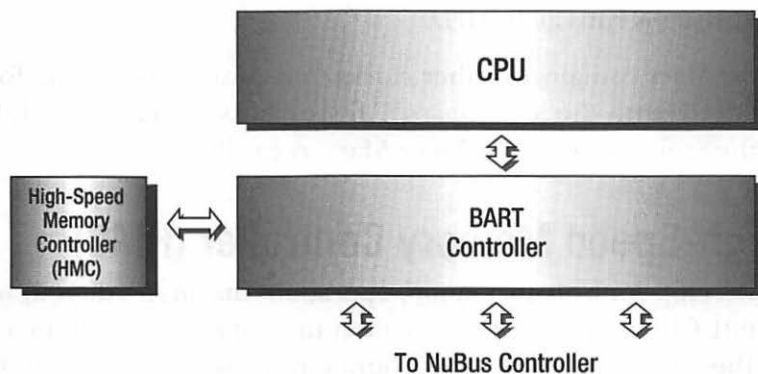 CPU
High-Speed
Memory
Controller
(HMC)
BART
Controller
To NuBus Controller